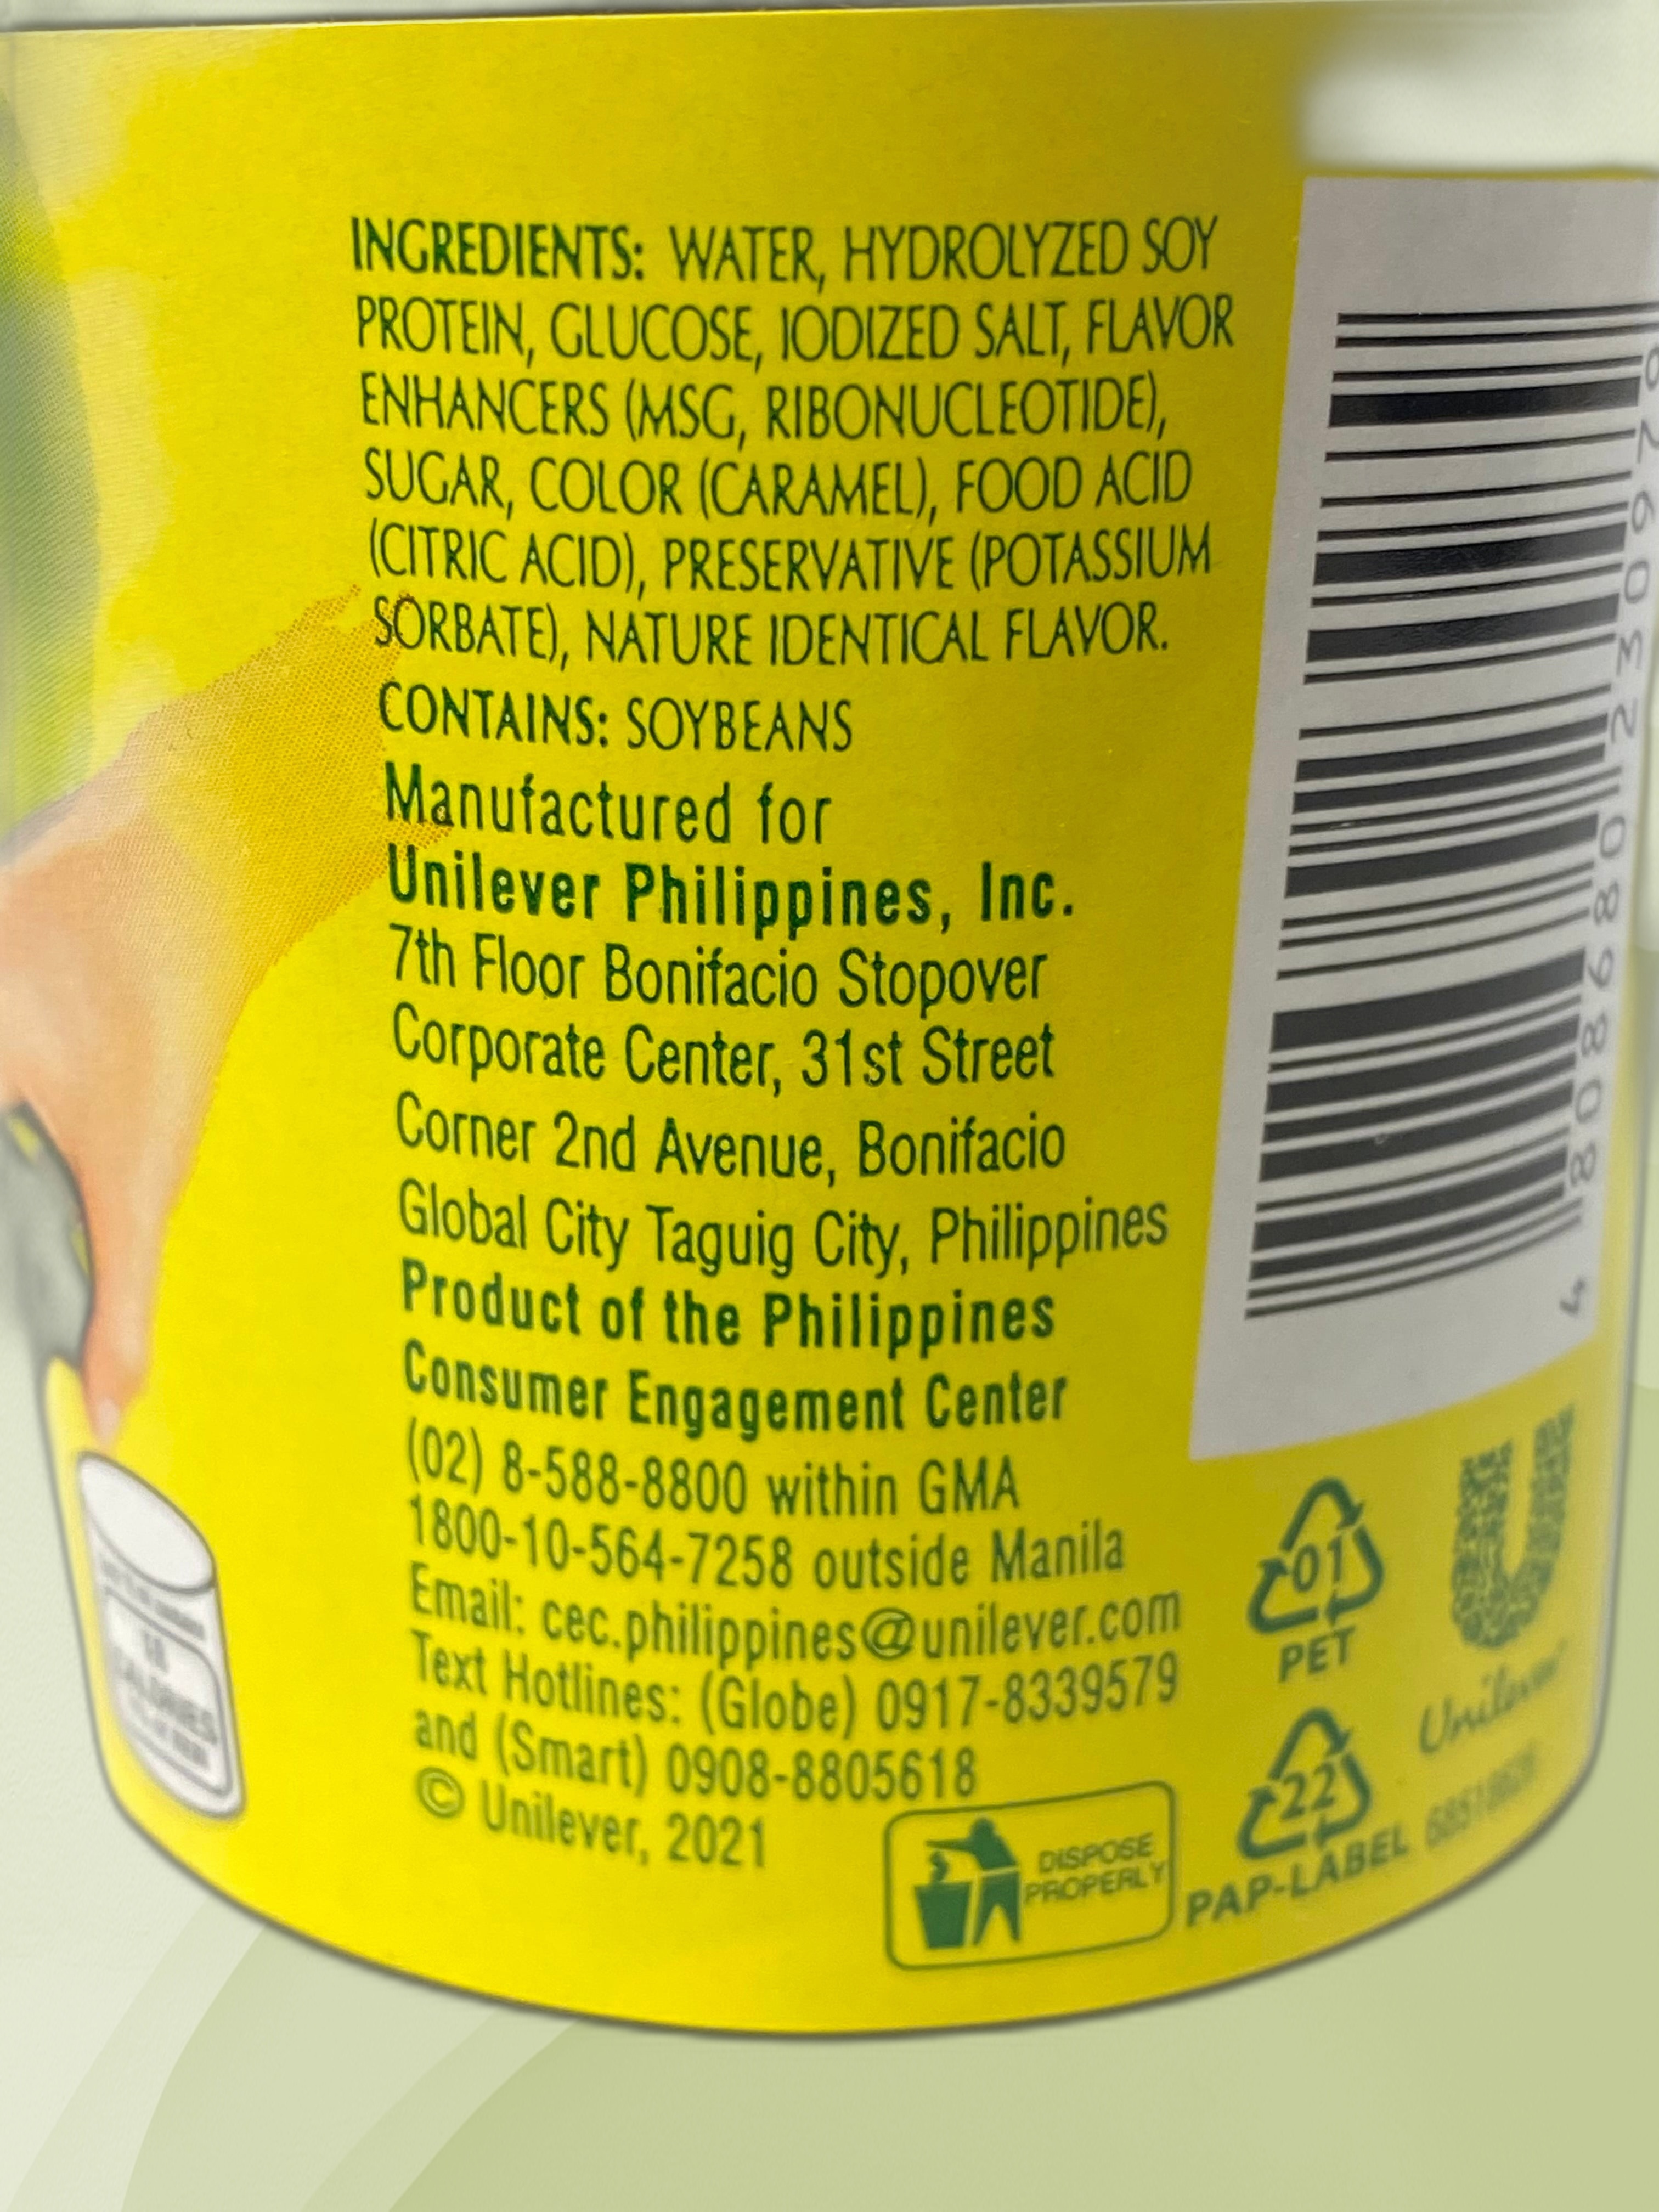 INGREDIENTS: WATER, HYDROLYZED SOY
PROTEIN, GLUCOSE, IODIZED SALT, FLAVOR
ENHANCERS (MSG, RIBONUCLEOTIDE),
SUGAR, COLOR (CARAMEL), FOOD ACID
(CITRIC ACID), PRESERVATIVE (POTASSIUM
SORBATE), NATURE IDENTICAL FLAVOR.
CONTAINS: SOYBEANS
Manufactured for
Unilever Philippines, Inc.
7th Floor Bonifacio Stopover
Corporate Center, 31st Street
Corner 2nd Avenue, Bonifacio
Global City Taguig City, Philippines
Product of the Philippines
Consumer Engagement Center
(02) 8-588-8800 within GMA
1800-10-564-7258 outside Manila
Email: cec.philippines@unilever.com
Text Hotlines: (Globe) 0917-8339579
and (Smart) 0908-8805618
© Unilever, 2021
DISPOSE
PROPERLY
4 808680 230979
01
PET
22
PAP-LABEL
Unilever
CALORIES